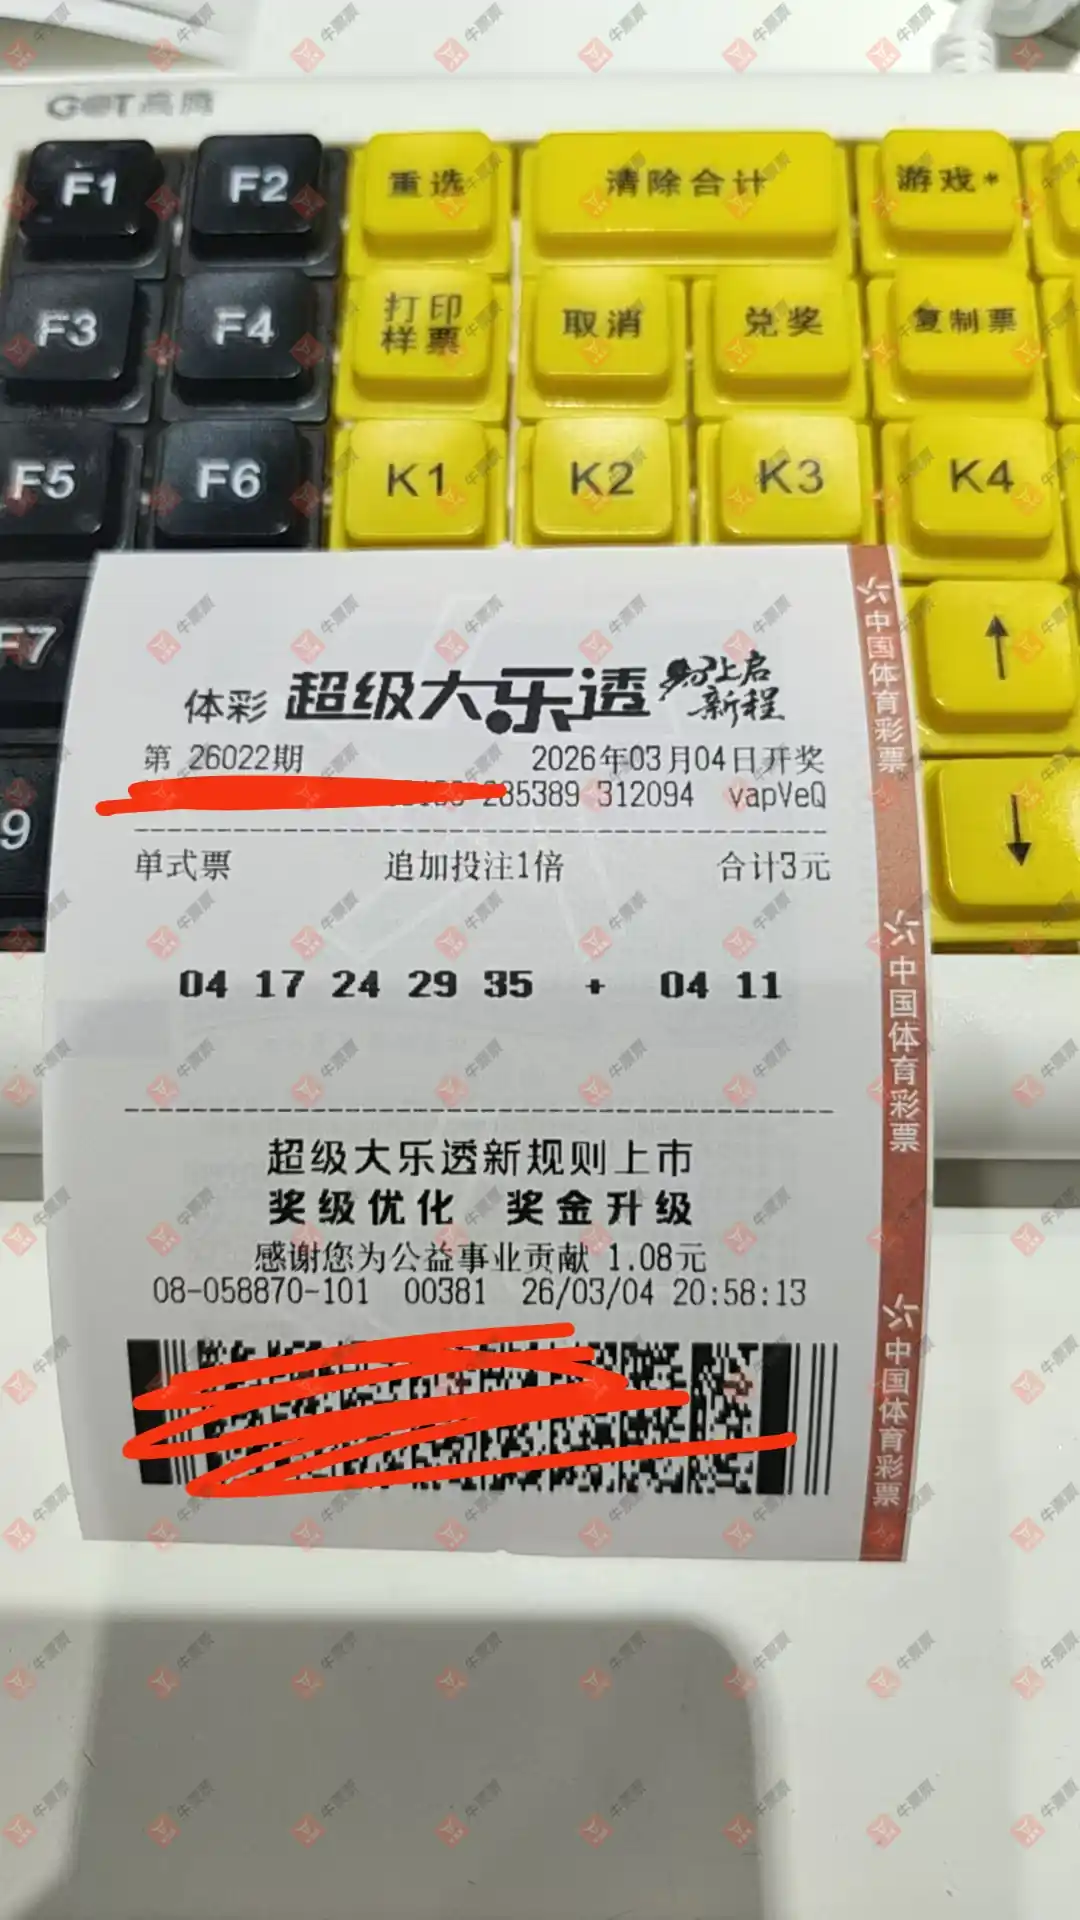 GOT高腾
F1 F2 重选 清除合计 游戏*
F3 F4 打印样票 取消 兑奖 复制票
F5 F6 K1 K2 K3 K4
F7 ↑
9 ↓
体彩 超级大乐透 马上启新程
第 26022期 2026年03月04日开奖
285389 312094 vapVeQ
单式票 追加投注1倍 合计3元
04 17 24 29 35 + 04 11
超级大乐透新规则上市
奖级优化 奖金升级
感谢您为公益事业贡献 1.08元
08-058870-101 00381 26/03/04 20:58:13
中国体育彩票
中国体育彩票
中国体育彩票
牛票票